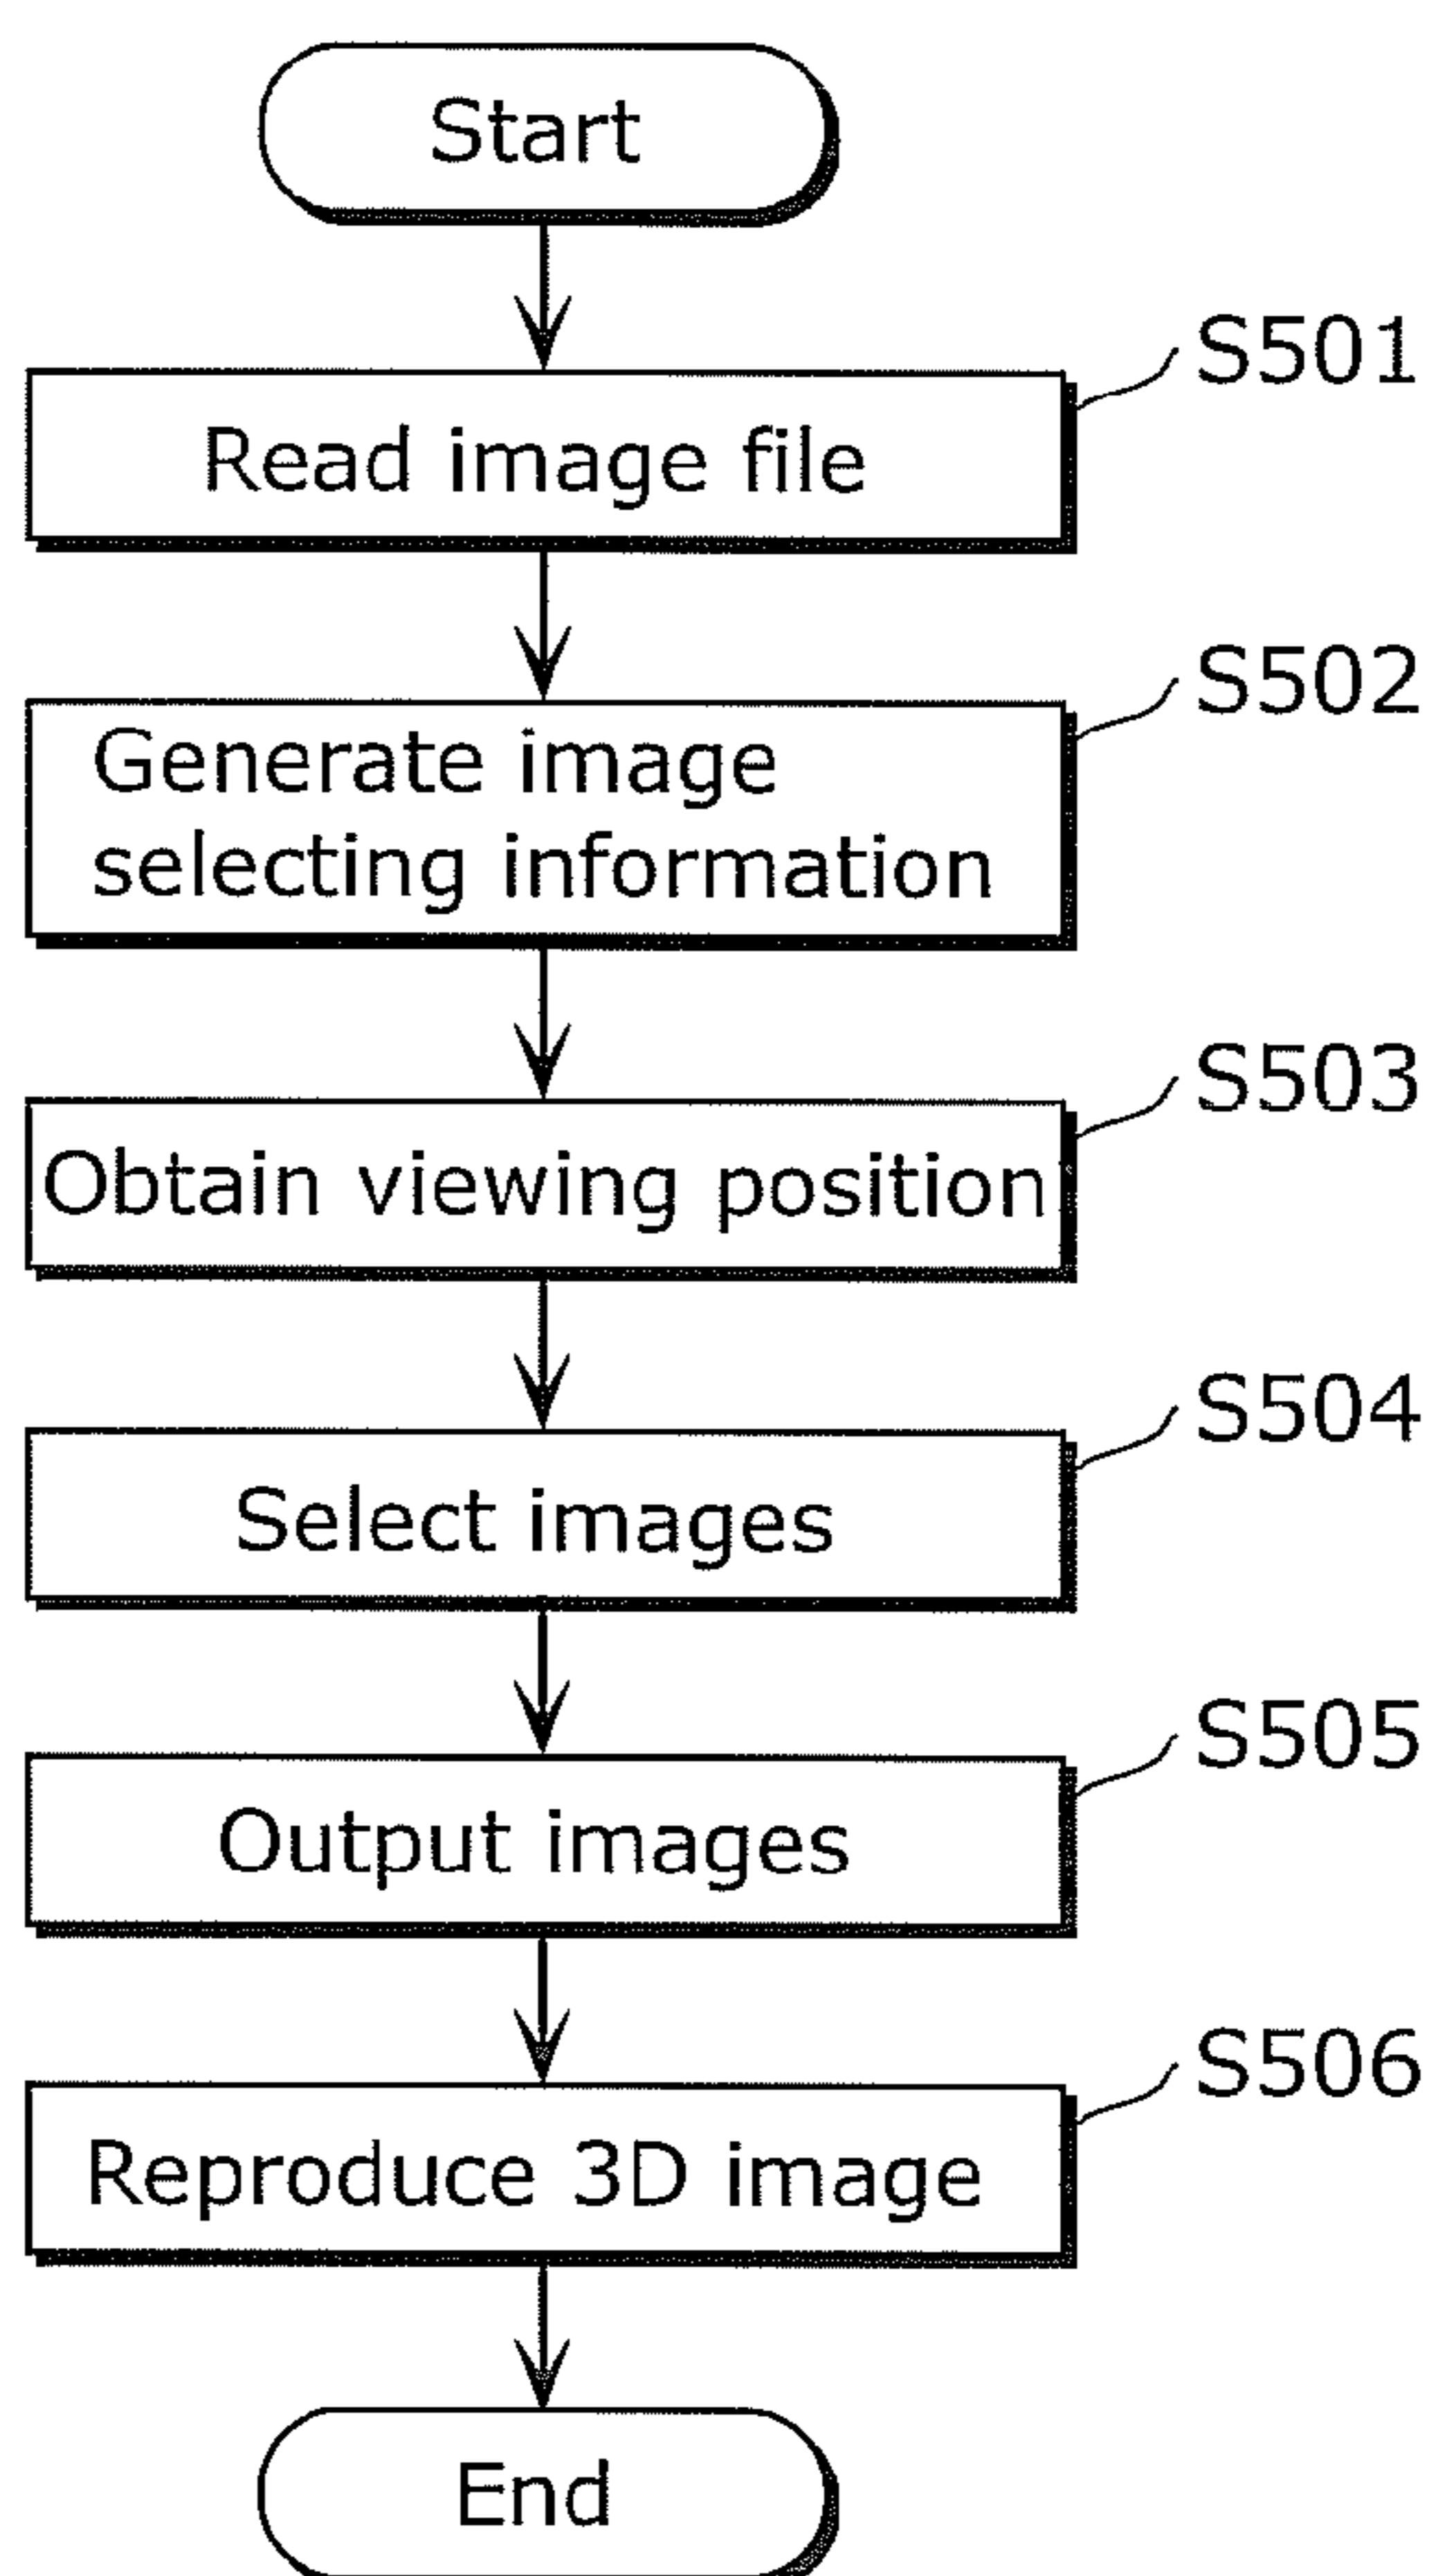 Start
S501
Read image file
S502
Generate image
selecting information
S503
Obtain viewing position
S504
Select images
S505
Output images
S506
Reproduce 3D image
End